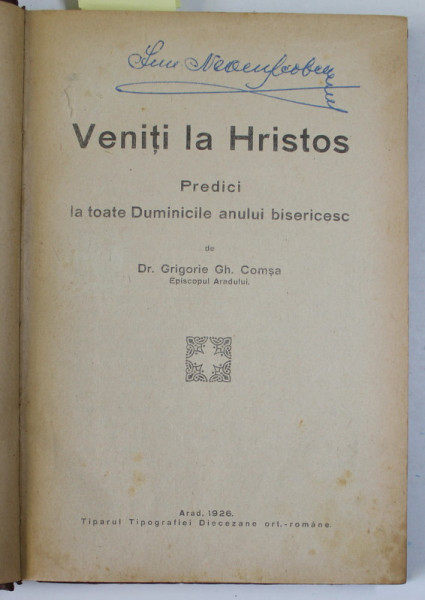 Veniți la Hristos
Predici
la toate Duminicile anului bisericesc
de
Dr. Grigorie Gh. Comșa
Episcopul Aradului.
Arad, 1926.
Tiparul Tipografiei Diecezane ort.-române.